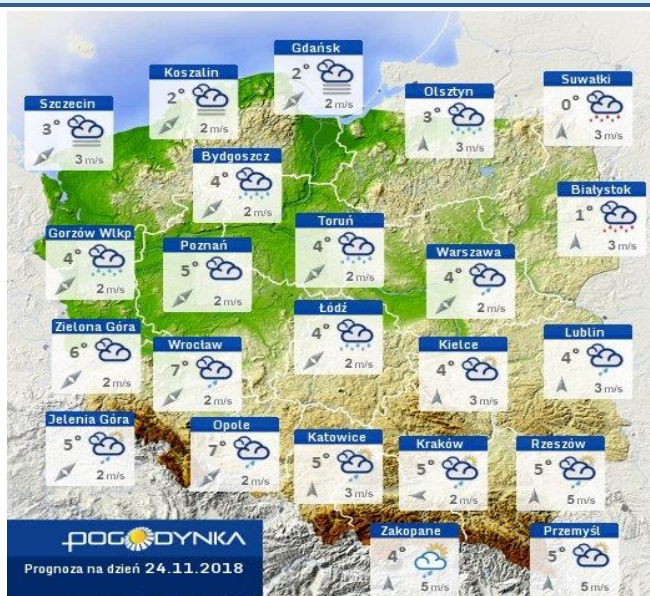 Gdańsk
2°
2 m/s
Koszalin
2°
2 m/s
Suwałki
0°
3 m/s
Olsztyn
3°
3 m/s
Szczecin
3°
3 m/s
Bydgoszcz
4°
2 m/s
Białystok
1°
3 m/s
Toruń
4°
2 m/s
Gorzów Wlkp
4°
2 m/s
Poznań
5°
2 m/s
Warszawa
4°
2 m/s
Łódź
4°
2 m/s
Zielona Góra
6°
2 m/s
Lublin
4°
3 m/s
Wrocław
7°
2 m/s
Kielce
4°
3 m/s
Jelenia Góra
5°
2 m/s
Opole
7°
2 m/s
Katowice
5°
3 m/s
Kraków
5°
2 m/s
Rzeszów
5°
5 m/s
Zakopane
4°
5 m/s
Przemyśl
5°
5 m/s
POGODYNKA
Prognoza na dzień 24.11.2018